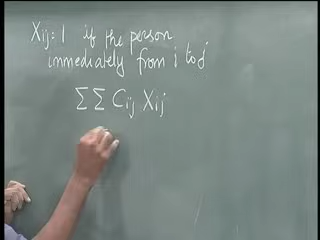 Xij: 1 if the person
immediately from i to j
Σ Σ Cij Xij